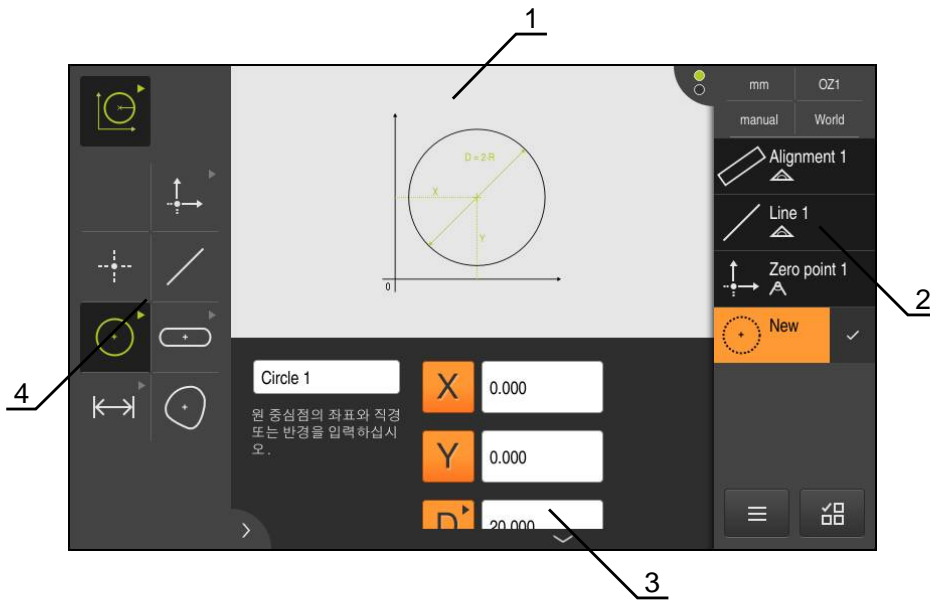 1
mm
OZ1
manual
World
Alignment 1
Line 1
Zero point 1
New
2
D = 2·R
X
Y
0
4
Circle 1
원 중심점의 좌표와 직경
또는 반경을 입력하십시
오.
X
0.000
Y
0.000
D
20.000
3